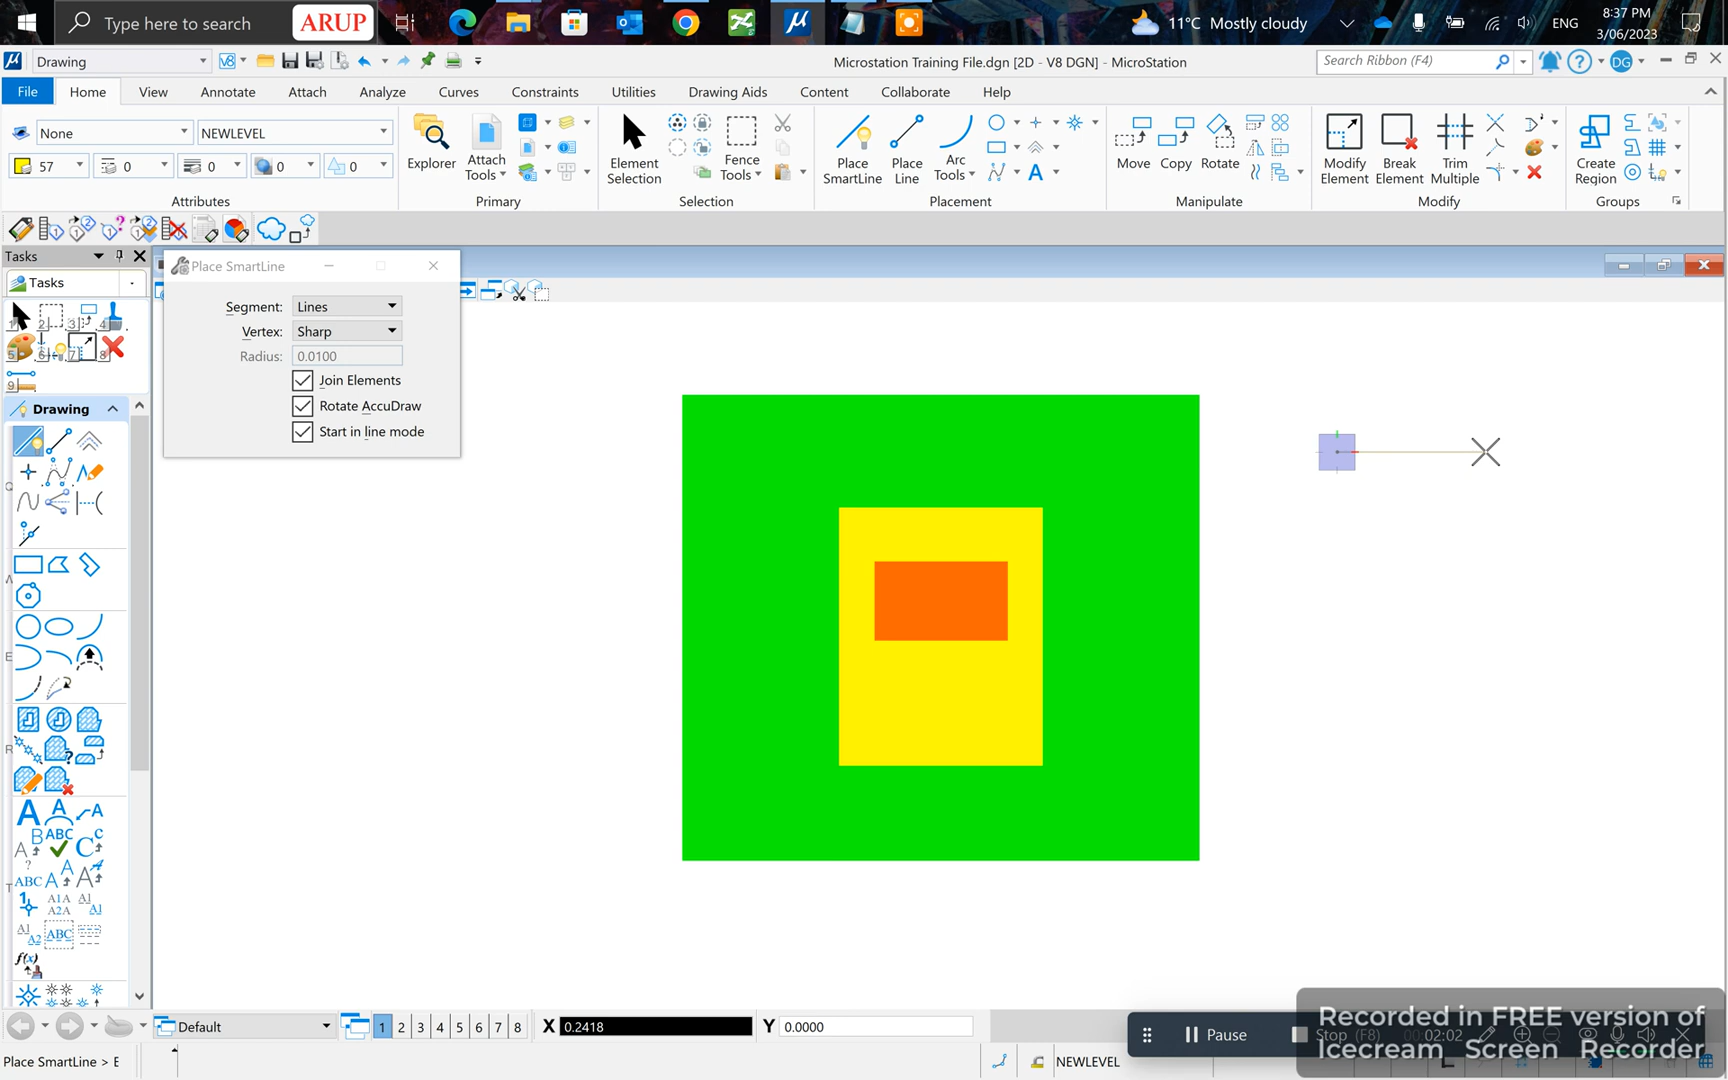 Type here to search
ARUP
11°C Mostly cloudy
ENG
8:37 PM
3/06/2023
Drawing
Microstation Training File.dgn [2D - V8 DGN] - MicroStation
Search Ribbon (F4)
DG
File Home View Annotate Attach Analyze Curves Constraints Utilities Drawing Aids Content Collaborate Help
None
NEWLEVEL
57 0 0 0 0
Attributes
Explorer
Attach Tools
Primary
Element Selection
Fence Tools
Selection
Place SmartLine
Place Line
Arc Tools
Placement
Move
Copy
Rotate
Manipulate
Modify Element
Break Element
Trim Multiple
Modify
Create Region
Groups
Tasks
Tasks
Place SmartLine
Segment: Lines
Vertex: Sharp
Radius: 0.0100
Join Elements
Rotate AccuDraw
Start in line mode
Drawing
Default
1 2 3 4 5 6 7 8
X 0.2418
Y 0.0000
Pause
Stop (F8)
00:02:02
Recorded in FREE version of
Icecream Screen Recorder
Place SmartLine > E
NEWLEVEL